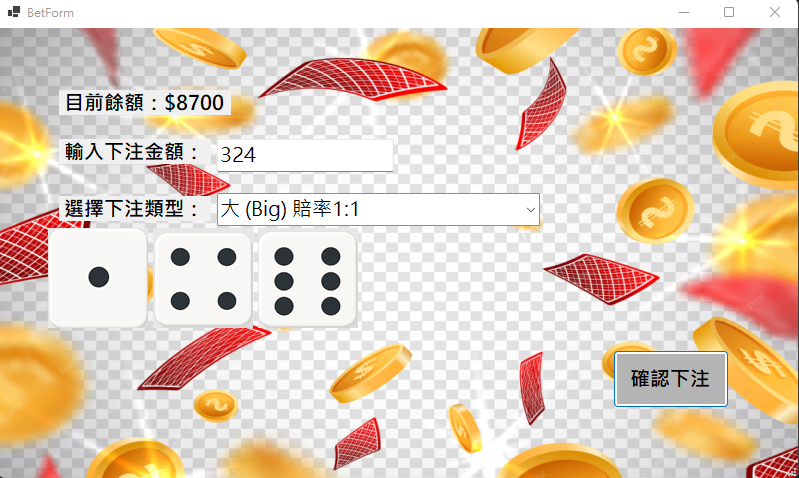 BetForm
目前餘額：$8700
輸入下注金額： 324
選擇下注類型： 大 (Big) 賠率1:1
確認下注